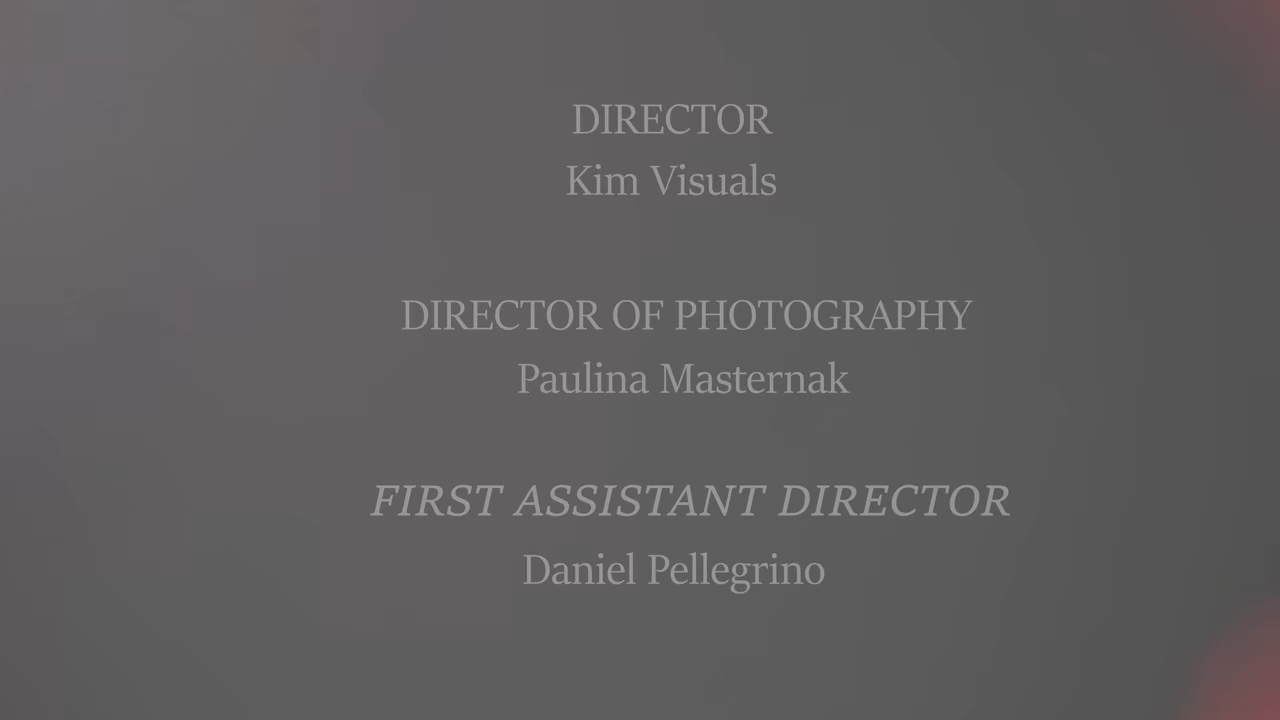 DIRECTOR
Kim Visuals
DIRECTOR OF PHOTOGRAPHY
Paulina Masternak
FIRST ASSISTANT DIRECTOR
Daniel Pellegrino